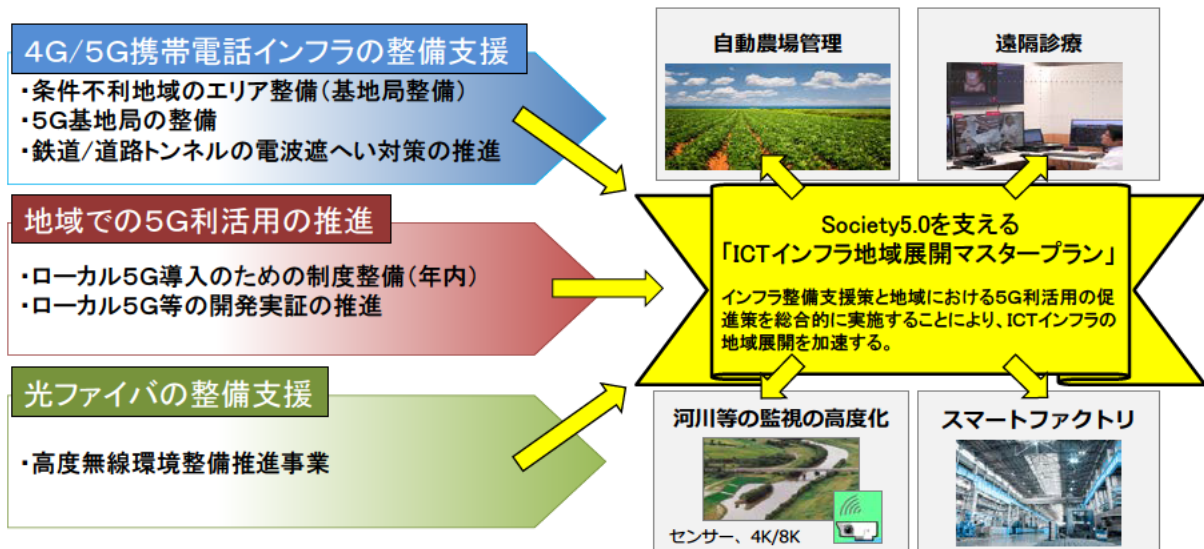 4G/5G携帯電話インフラの整備支援
・条件不利地域のエリア整備(基地局整備)
・5G基地局の整備
・鉄道/道路トンネルの電波遮へい対策の推進
地域での5G利活用の推進
・ローカル5G導入のための制度整備(年内)
・ローカル5G等の開発実証の推進
光ファイバの整備支援
・高度無線環境整備推進事業
自動農場管理
遠隔診療
Society5.0を支える
「ICTインフラ地域展開マスタープラン」
インフラ整備支援策と地域における5G利活用の促
進策を総合的に実施することにより、ICTインフラの
地域展開を加速する。
河川等の監視の高度化
センサー、4K/8K
スマートファクトリ